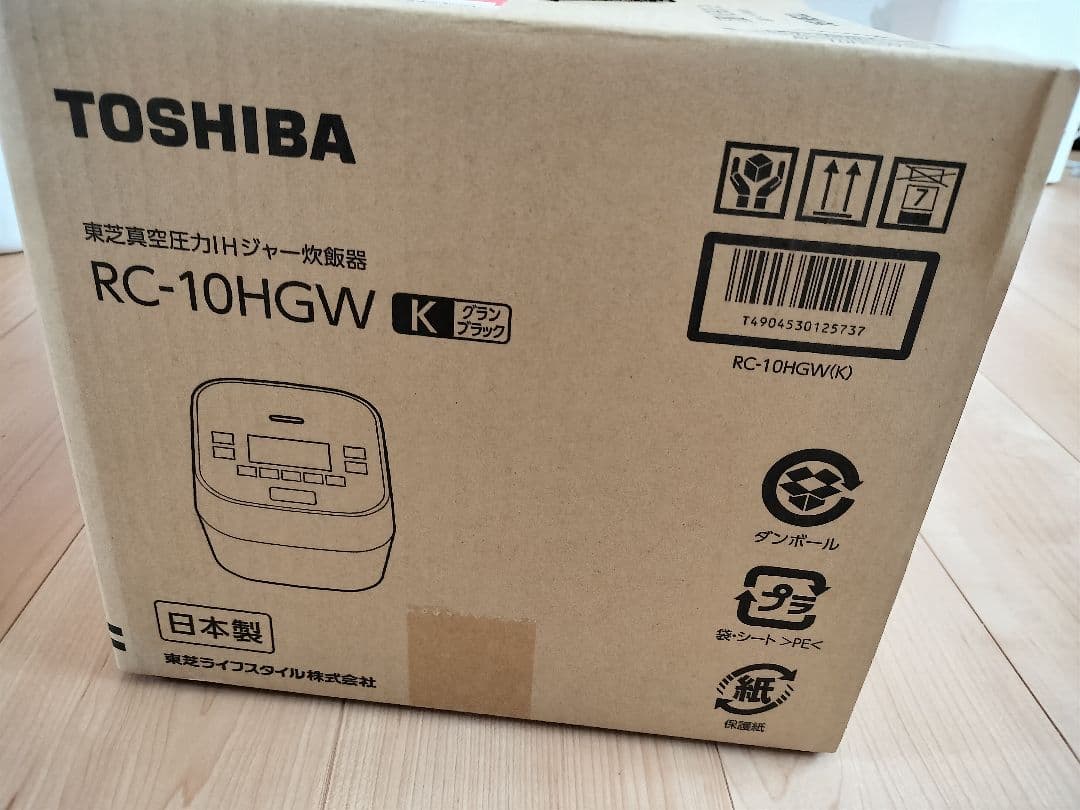 TOSHIBA
東芝真空圧力IHジャー炊飯器
RC-10HGW K グラン
ブラック
7
T4904530125737
RC-10HGW(K)
ダンボール
プラ
袋・シート >PE<
紙
保護紙
日本製
東芝ライフスタイル株式会社